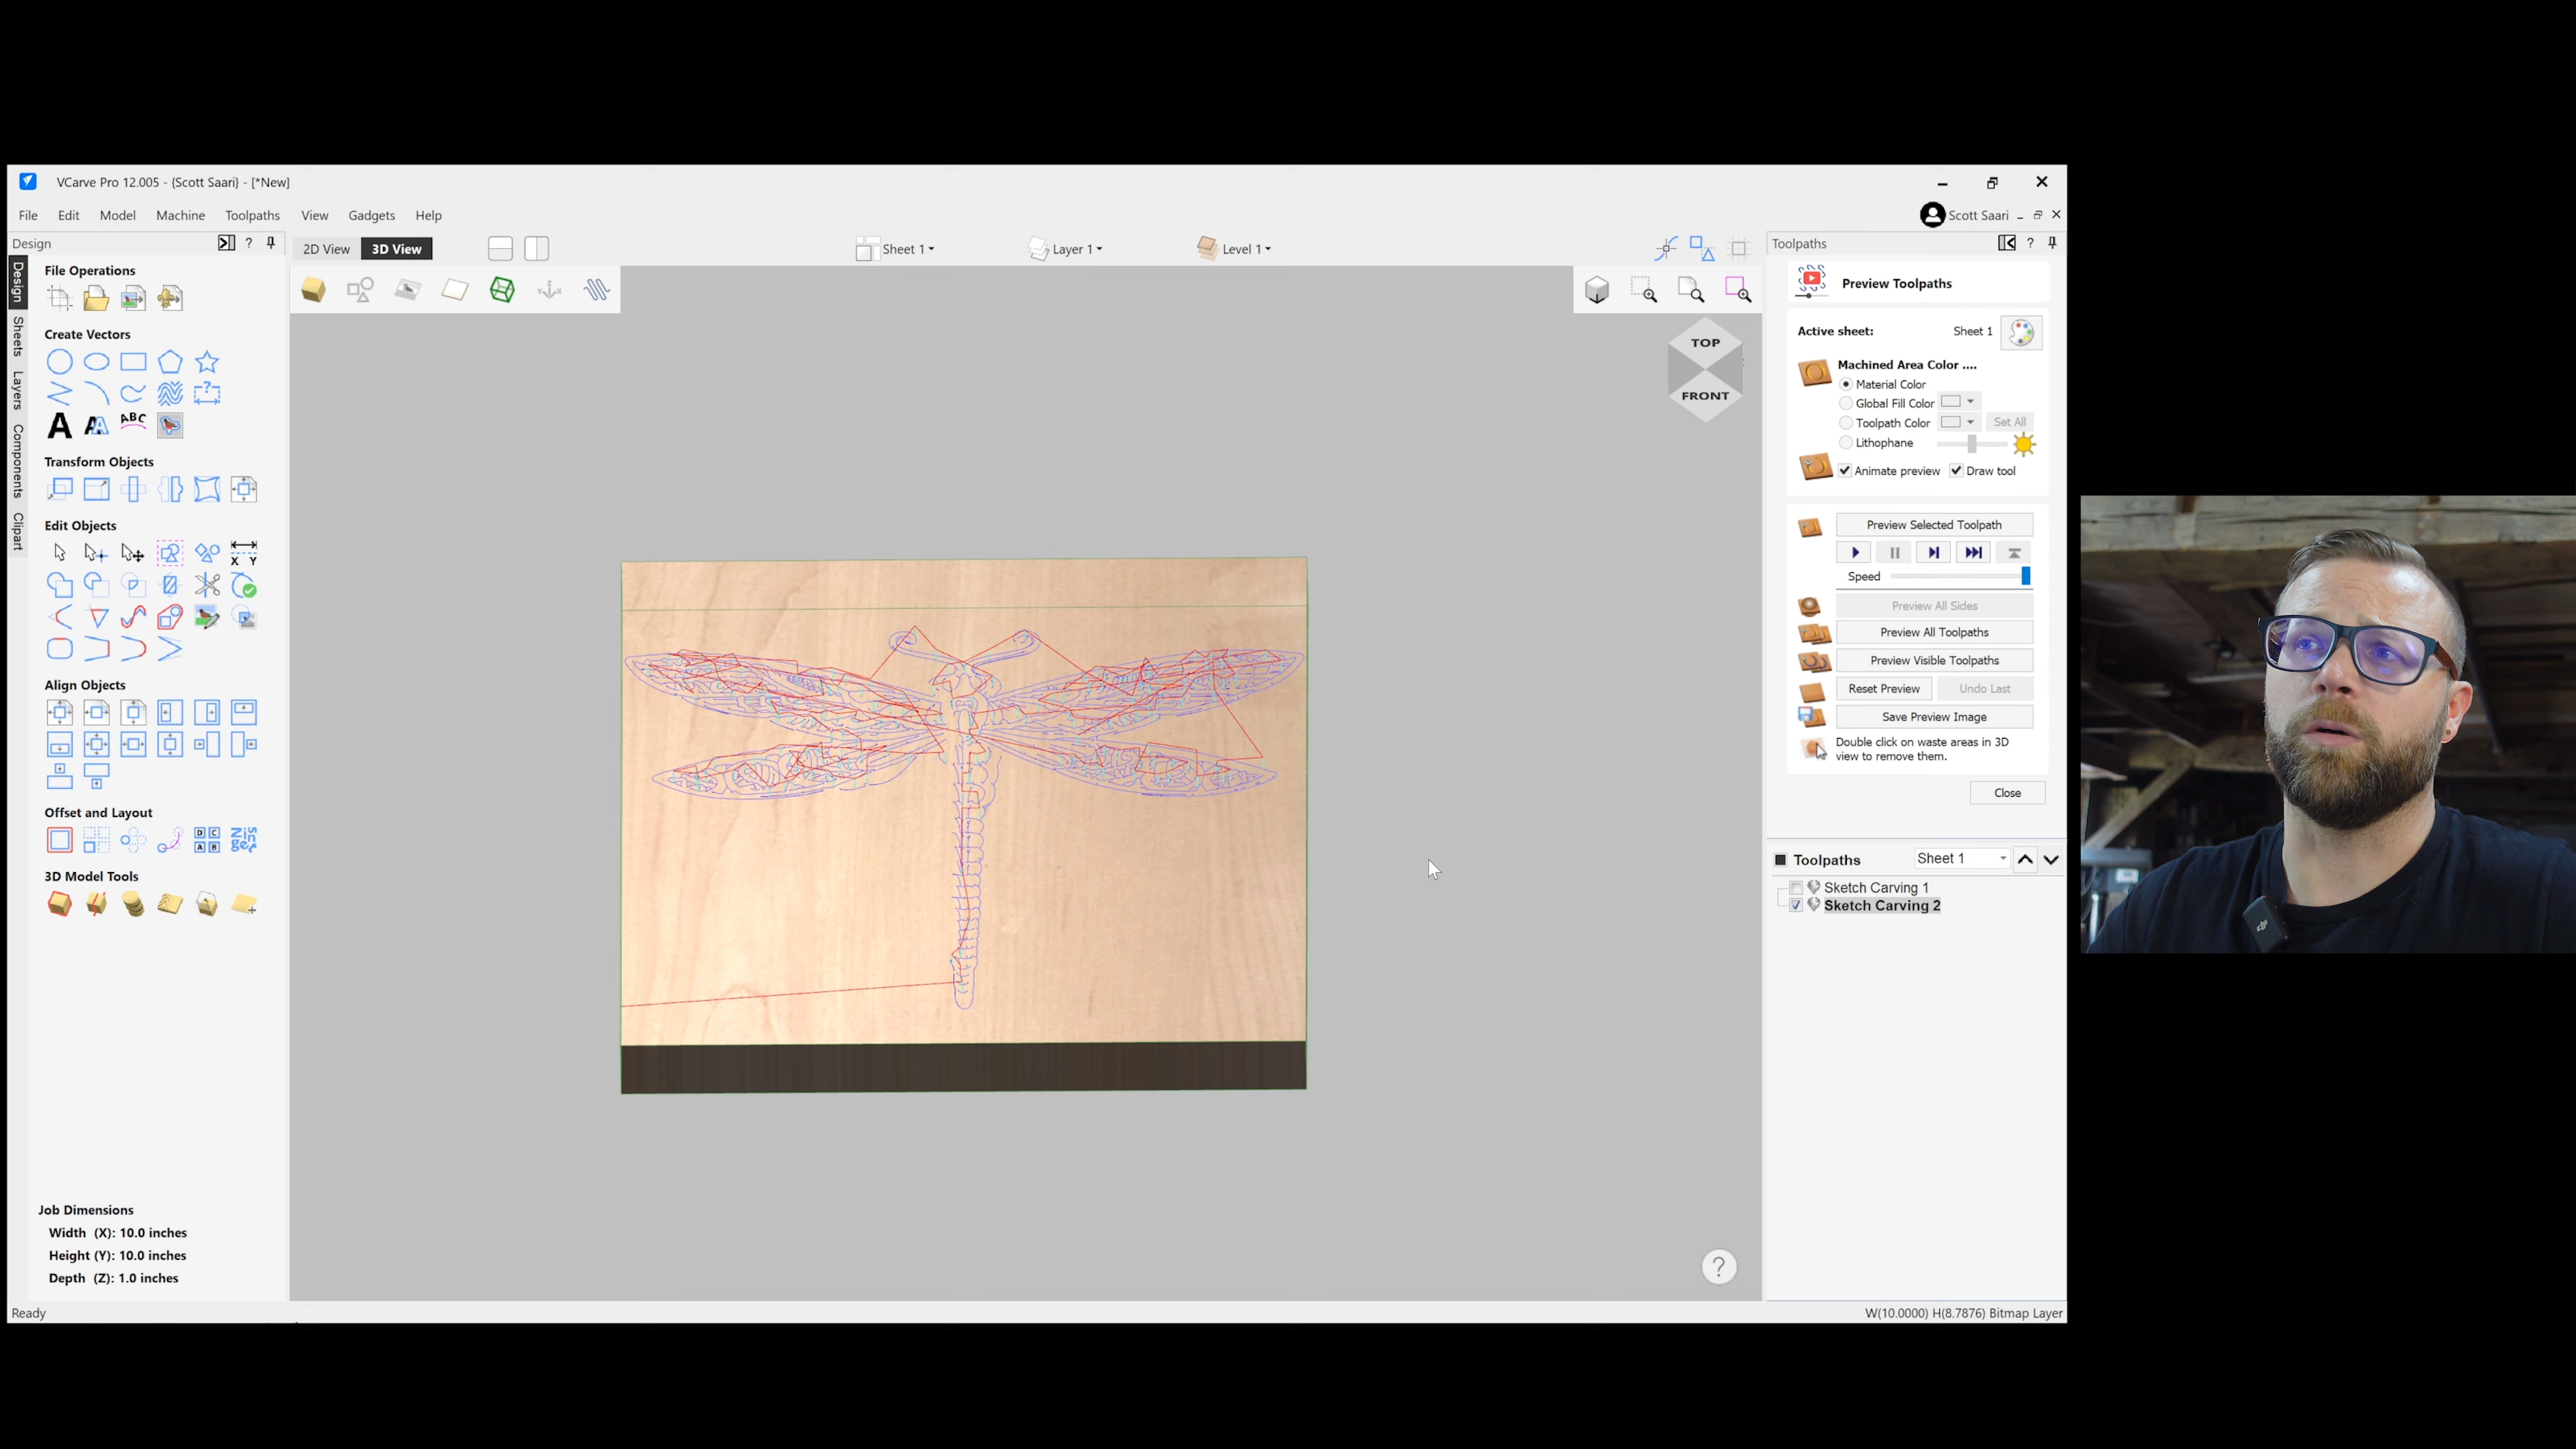 VCarve Pro 12.005 - {Scott Saari} - [*New]
File Edit Model Machine Toolpaths View Gadgets Help
Scott Saari
Design
?
2D View
3D View
Sheet 1
Layer 1
Level 1
Toolpaths
?
Design
Sheets
Layers
Components
Clipart
File Operations
Create Vectors
A
ABC
Transform Objects
Edit Objects
X Y
Align Objects
Offset and Layout
D C
A B
3D Model Tools
Job Dimensions
Width (X): 10.0 inches
Height (Y): 10.0 inches
Depth (Z): 1.0 inches
Ready
TOP
FRONT
?
Preview Toolpaths
Active sheet: Sheet 1
Machined Area Color ....
Material Color
Global Fill Color
Toolpath Color
Set All
Lithophane
Animate preview
Draw tool
Preview Selected Toolpath
Speed
Preview All Sides
Preview All Toolpaths
Preview Visible Toolpaths
Reset Preview
Undo Last
Save Preview Image
Double click on waste areas in 3D
view to remove them.
Close
Toolpaths
Sheet 1
Sketch Carving 1
Sketch Carving 2
W(10.0000) H(8.7876) Bitmap Layer